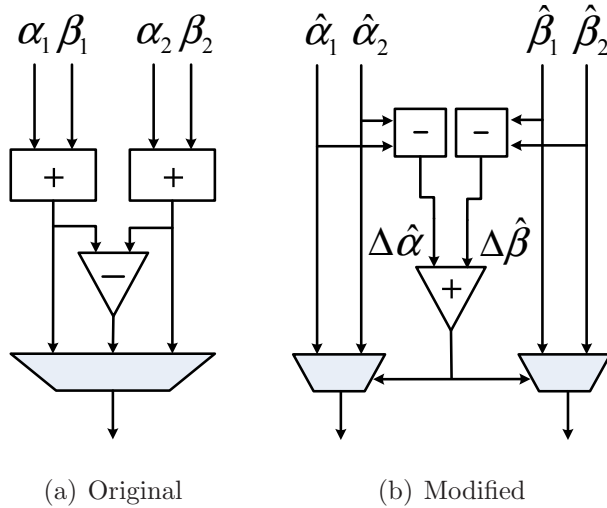 α₁ β₁ α₂ β₂
α̂₁ α̂₂ β̂₁ β̂₂
− −
+ +
Δα̂ Δβ̂
− +
(a) Original (b) Modified